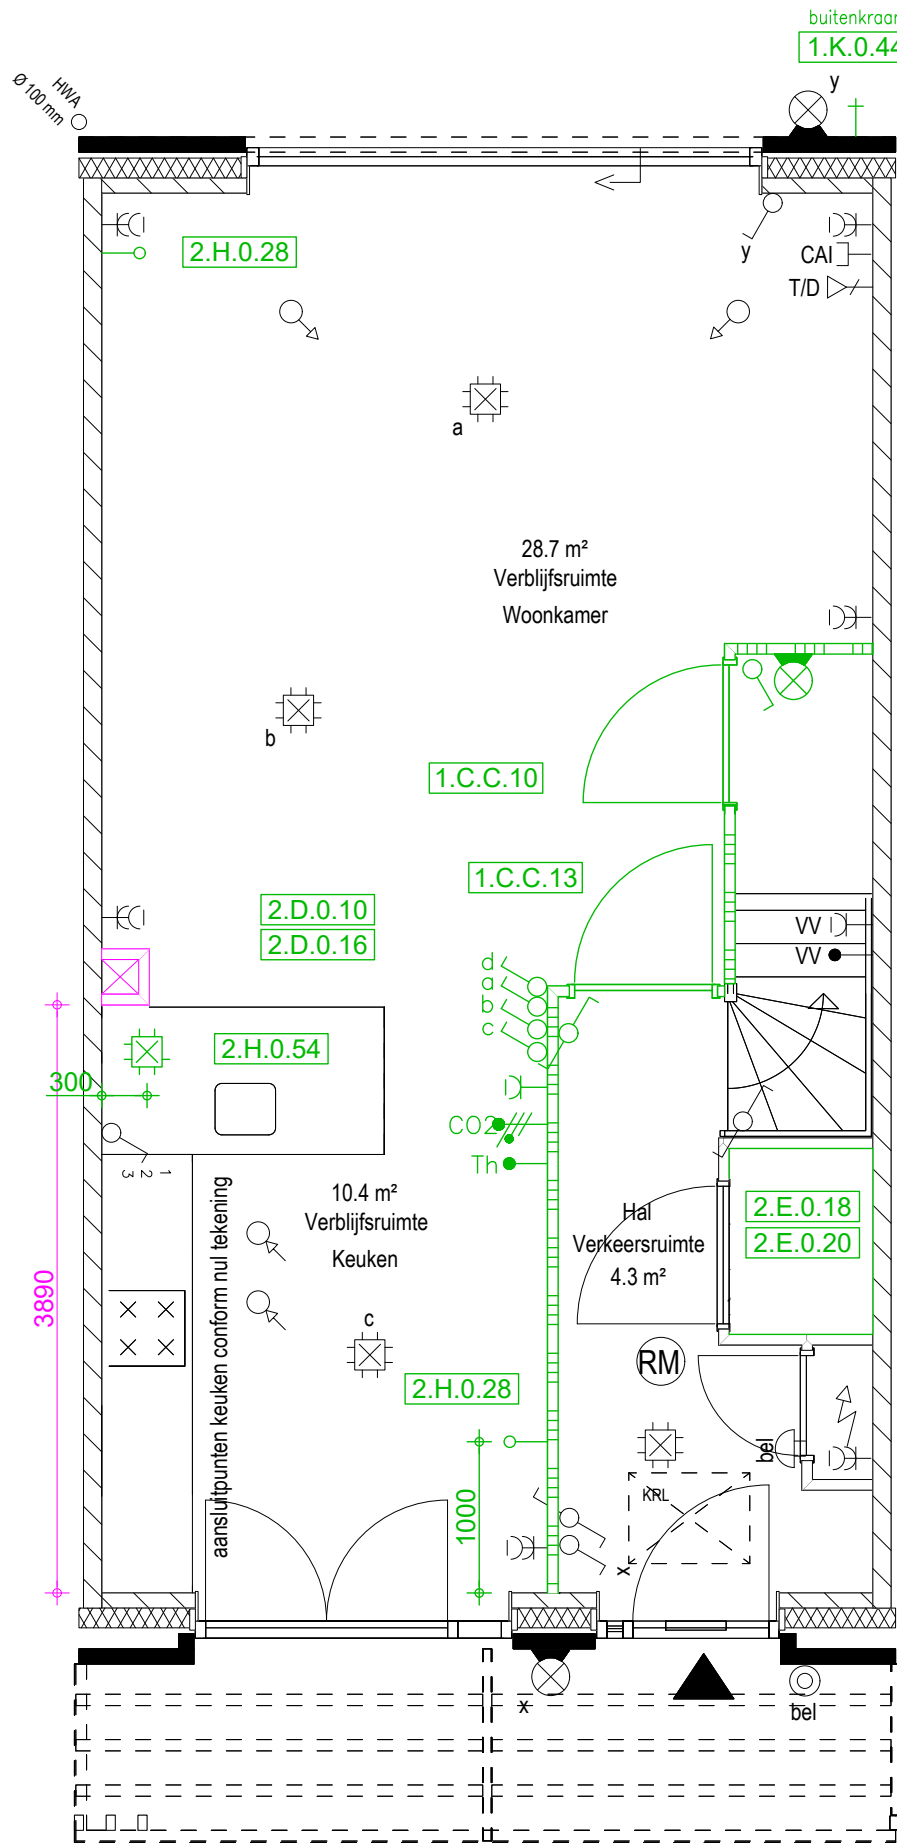 buitenkraan
1.K.0.44
y
HWA
Ø100 mm
2.H.0.28
y
CAI
T/D
a
28.7 m²
Verblijfsruimte
Woonkamer
b
1.C.C.10
1.C.C.13
2.D.0.10
2.D.0.16
VV
VV
d
a
b
c
2.H.0.54
300
CO2
Th
1
2
3
10.4 m²
Verblijfsruimte
Keuken
aansluitpunten keuken conform nul tekening
Hal
Verkeersruimte
4.3 m²
2.E.0.18
2.E.0.20
3890
c
RM
2.H.0.28
bel
KRL
1000
x
x
bel